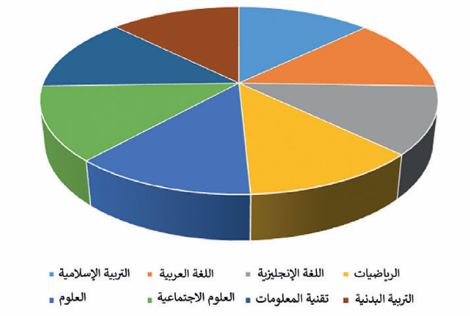 التربية الإسلامية اللغة العربية اللغة الإنجليزية الرياضيات
العلوم العلوم الاجتماعية تقنية المعلومات التربية البدنية